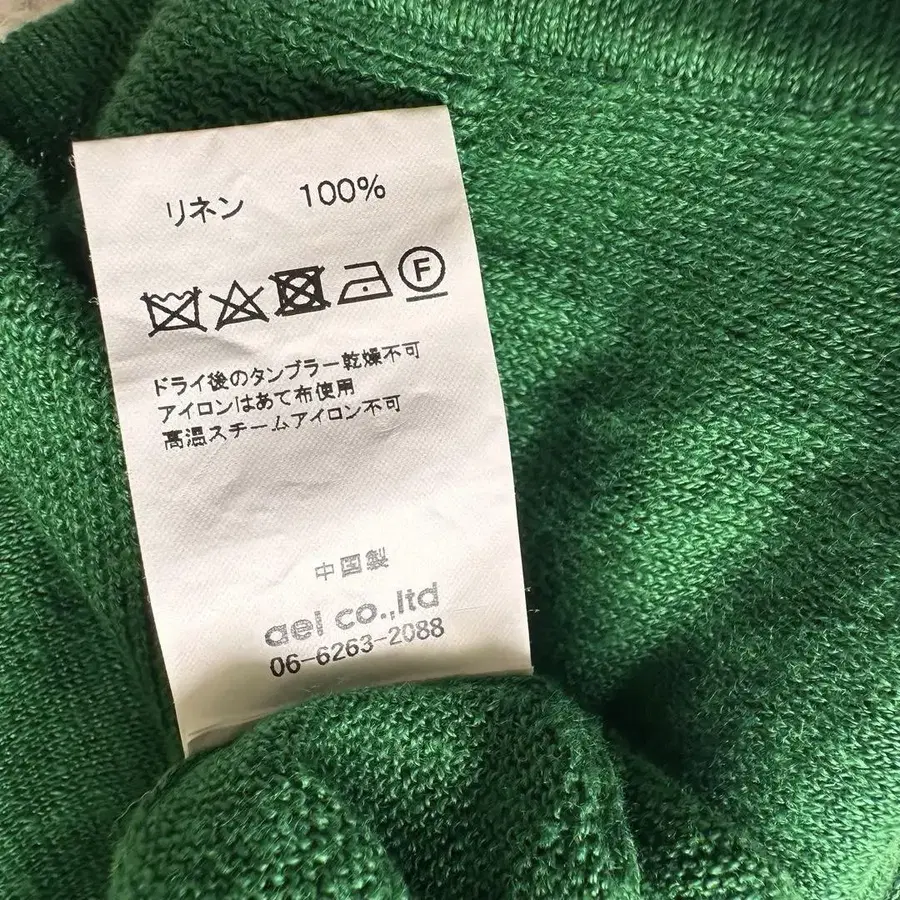 リネン 100%
F
ドライ後のタンブラー乾燥不可
アイロンはあて布使用
高温スチームアイロン不可
中国製
aei co.,ltd
06-6263-2088